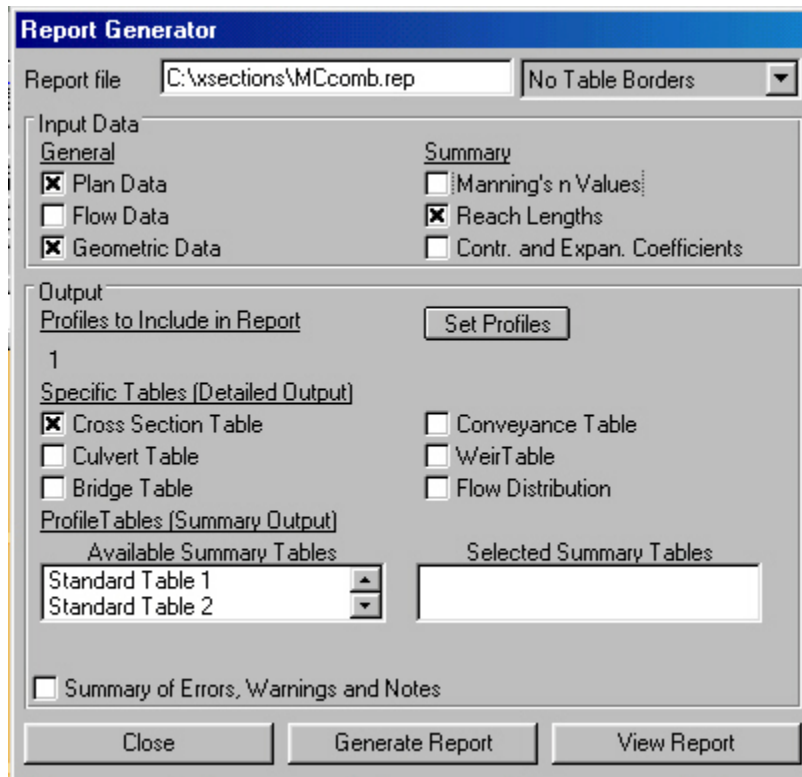 Report Generator
Report file C:\xsections\MCcomb.rep No Table Borders
Input Data
General Summary
Plan Data Manning's n Values
Flow Data Reach Lengths
Geometric Data Contr. and Expan. Coefficients
Output
Profiles to Include in Report Set Profiles
1
Specific Tables (Detailed Output)
Cross Section Table Conveyance Table
Culvert Table WeirTable
Bridge Table Flow Distribution
ProfileTables (Summary Output)
Available Summary Tables Selected Summary Tables
Standard Table 1
Standard Table 2
Summary of Errors, Warnings and Notes
Close Generate Report View Report